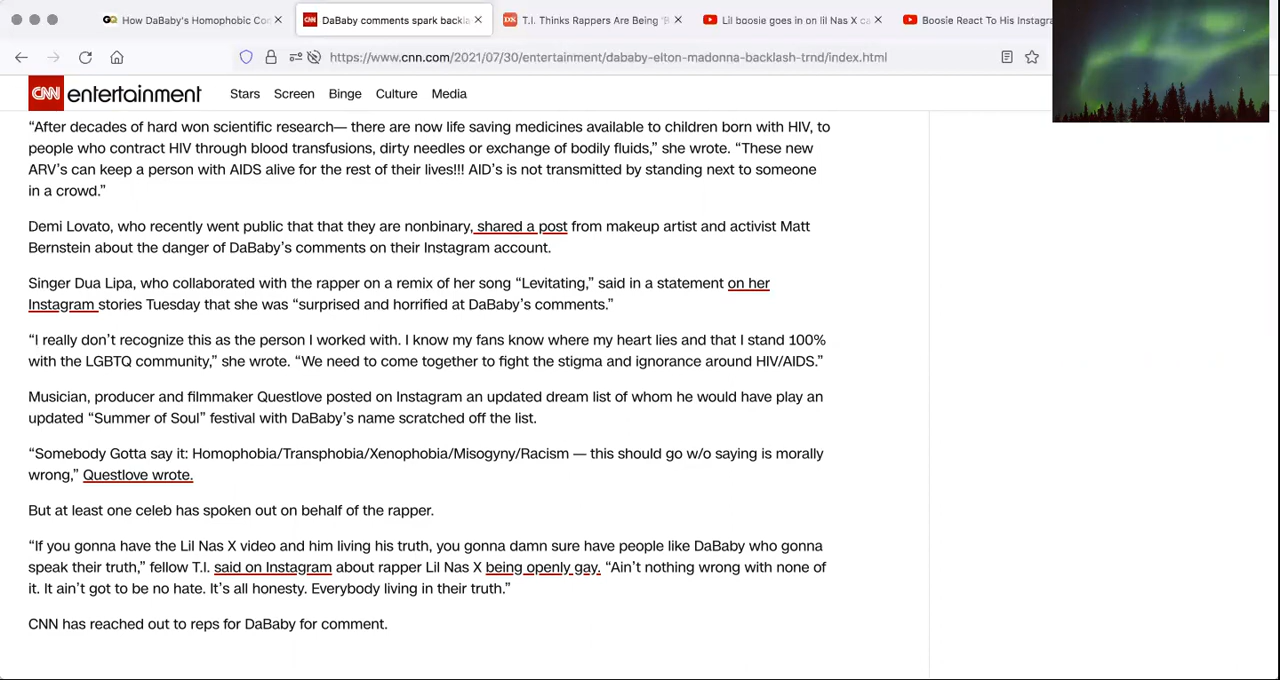 How DaBaby's Homophobic Co
DaBaby comments spark backla
T.I. Thinks Rappers Are Being 'B
Lil boosie goes in on lil Nas X ca
Boosie React To His Instagra
https://www.cnn.com/2021/07/30/entertainment/dababy-elton-madonna-backlash-trnd/index.html
CNN entertainment Stars Screen Binge Culture Media
“After decades of hard won scientific research— there are now life saving medicines available to children born with HIV, to
people who contract HIV through blood transfusions, dirty needles or exchange of bodily fluids,” she wrote. “These new
ARV’s can keep a person with AIDS alive for the rest of their lives!!! AID’s is not transmitted by standing next to someone
in a crowd.”
Demi Lovato, who recently went public that that they are nonbinary, shared a post from makeup artist and activist Matt
Bernstein about the danger of DaBaby’s comments on their Instagram account.
Singer Dua Lipa, who collaborated with the rapper on a remix of her song “Levitating,” said in a statement on her
Instagram stories Tuesday that she was “surprised and horrified at DaBaby’s comments.”
“I really don’t recognize this as the person I worked with. I know my fans know where my heart lies and that I stand 100%
with the LGBTQ community,” she wrote. “We need to come together to fight the stigma and ignorance around HIV/AIDS.”
Musician, producer and filmmaker Questlove posted on Instagram an updated dream list of whom he would have play an
updated “Summer of Soul” festival with DaBaby’s name scratched off the list.
“Somebody Gotta say it: Homophobia/Transphobia/Xenophobia/Misogyny/Racism — this should go w/o saying is morally
wrong,” Questlove wrote.
But at least one celeb has spoken out on behalf of the rapper.
“If you gonna have the Lil Nas X video and him living his truth, you gonna damn sure have people like DaBaby who gonna
speak their truth,” fellow T.I. said on Instagram about rapper Lil Nas X being openly gay. “Ain’t nothing wrong with none of
it. It ain’t got to be no hate. It’s all honesty. Everybody living in their truth.”
CNN has reached out to reps for DaBaby for comment.